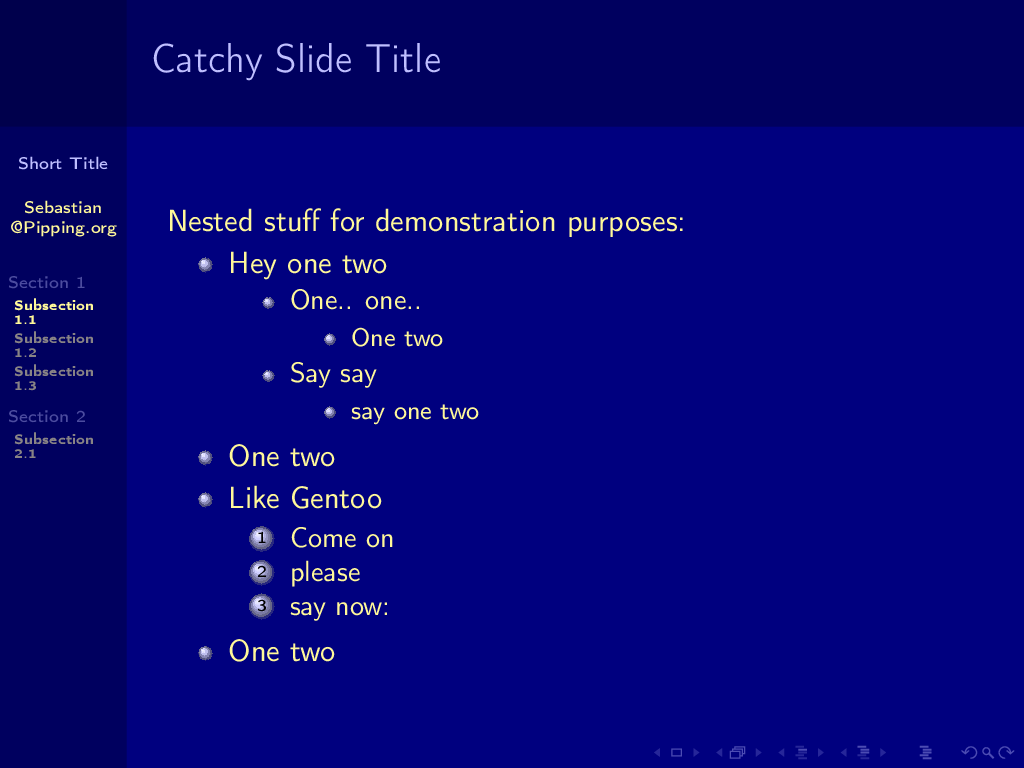 Catchy Slide Title
Short Title
Sebastian
@Pipping.org
Section 1
Subsection
1.1
Subsection
1.2
Subsection
1.3
Section 2
Subsection
2.1
Nested stuff for demonstration purposes:
Hey one two
One.. one..
One two
Say say
say one two
One two
Like Gentoo
1 Come on
2 please
3 say now:
One two